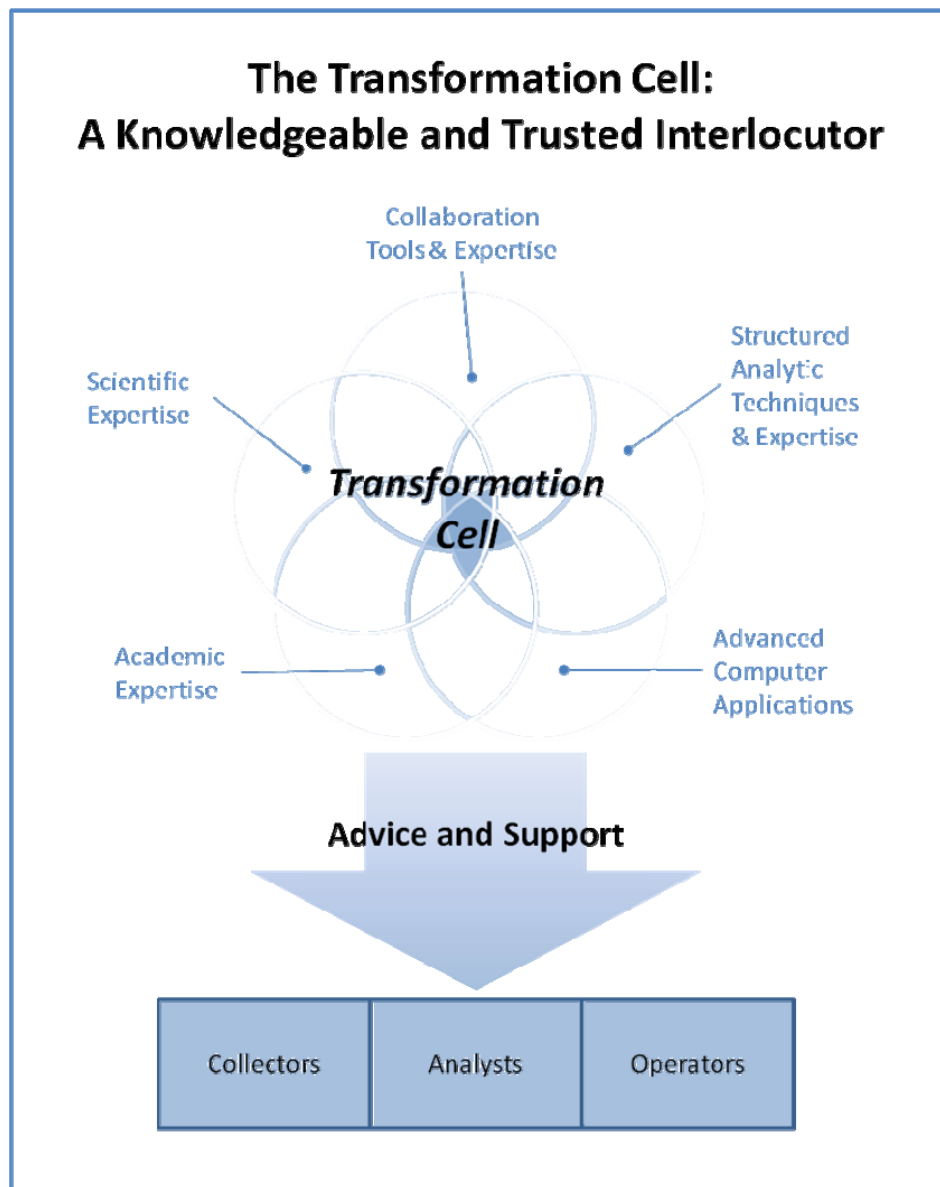 The Transformation Cell:
A Knowledgeable and Trusted Interlocutor
Collaboration
Tools & Expertise
Structured
Analytic
Techniques
& Expertise
Scientific
Expertise
Transformation
Cell
Academic
Expertise
Advanced
Computer
Applications
Advice and Support
Collectors
Analysts
Operators